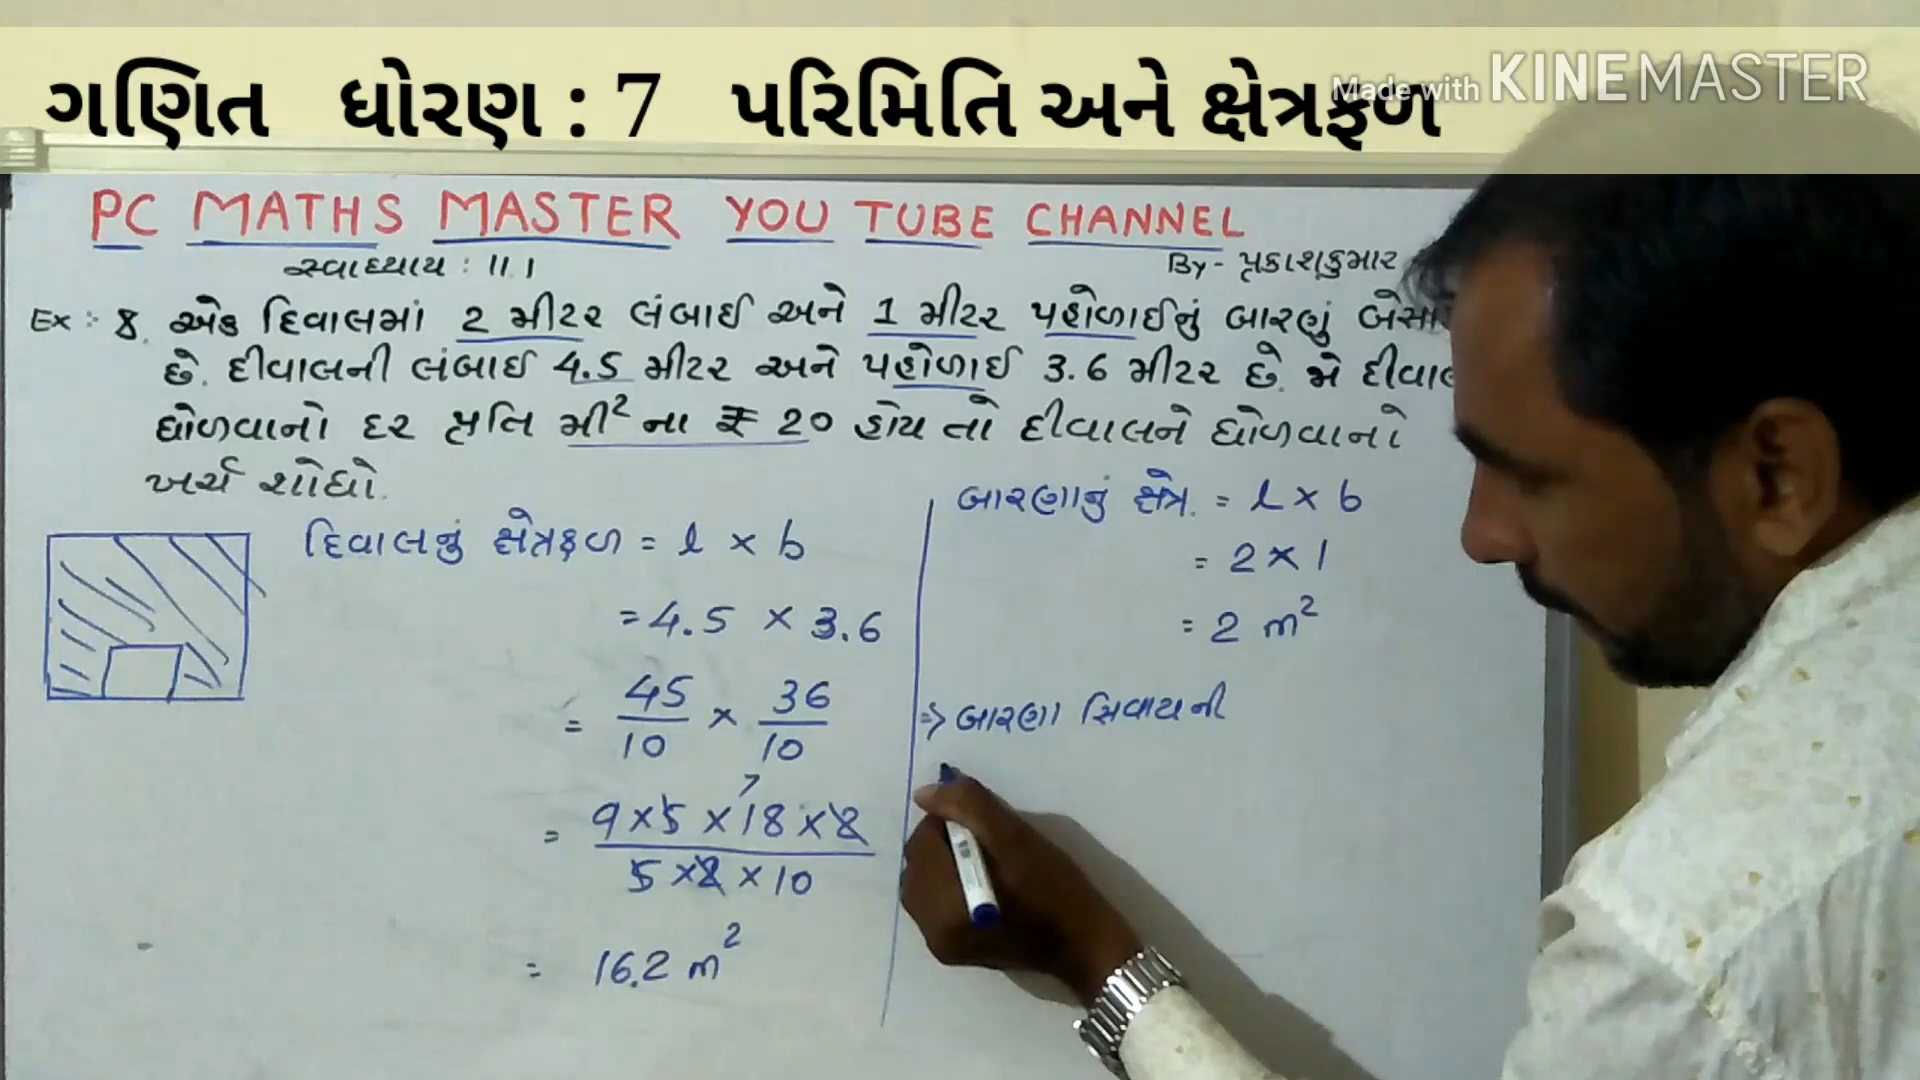 ગણિત ધોરણ : 7 પરિમિતિ અને ક્ષેત્રફળ
Made with KINEMASTER
PC MATHS MASTER YOU TUBE CHANNEL
સ્વાધ્યાય : 11.1
By - પ્રકાશકુમાર
Ex : 8. એક દિવાલમાં 2 મીટર લંબાઈ અને 1 મીટર પહોળાઈનું બારણું
છે. દીવાલની લંબાઈ 4.5 મીટર અને પહોળાઈ 3.6 મીટર છે. જો
ધોળવાનો દર પ્રતિ મી² ના ₹ 20 હોય તો દીવાલને ધોળવાનો
ખર્ચ શોધો.
દિવાલનું ક્ષેત્રફળ = l × b
= 4.5 × 3.6
= 45/10 × 36/10
= 9 × 5 × 18 × 2 / 5 × 2 × 10
= 16.2 m²
બારણાનું ક્ષેત્ર. = l × b
= 2 × 1
= 2 m²
⇒ બારણા સિવાયની